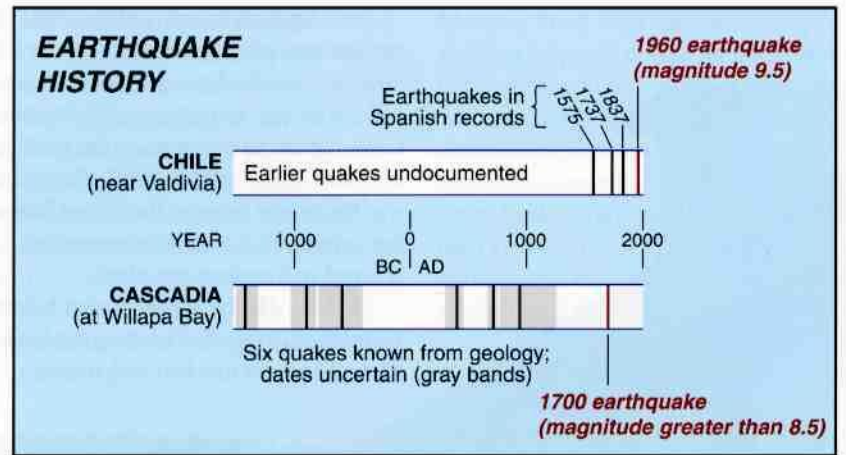 EARTHQUAKE
HISTORY
1960 earthquake
(magnitude 9.5)
Earthquakes in
Spanish records
1575
1737
1837
CHILE
(near Valdivia)
Earlier quakes undocumented
YEAR
1000
0
1000
2000
BC
AD
CASCADIA
(at Willapa Bay)
Six quakes known from geology;
dates uncertain (gray bands)
1700 earthquake
(magnitude greater than 8.5)